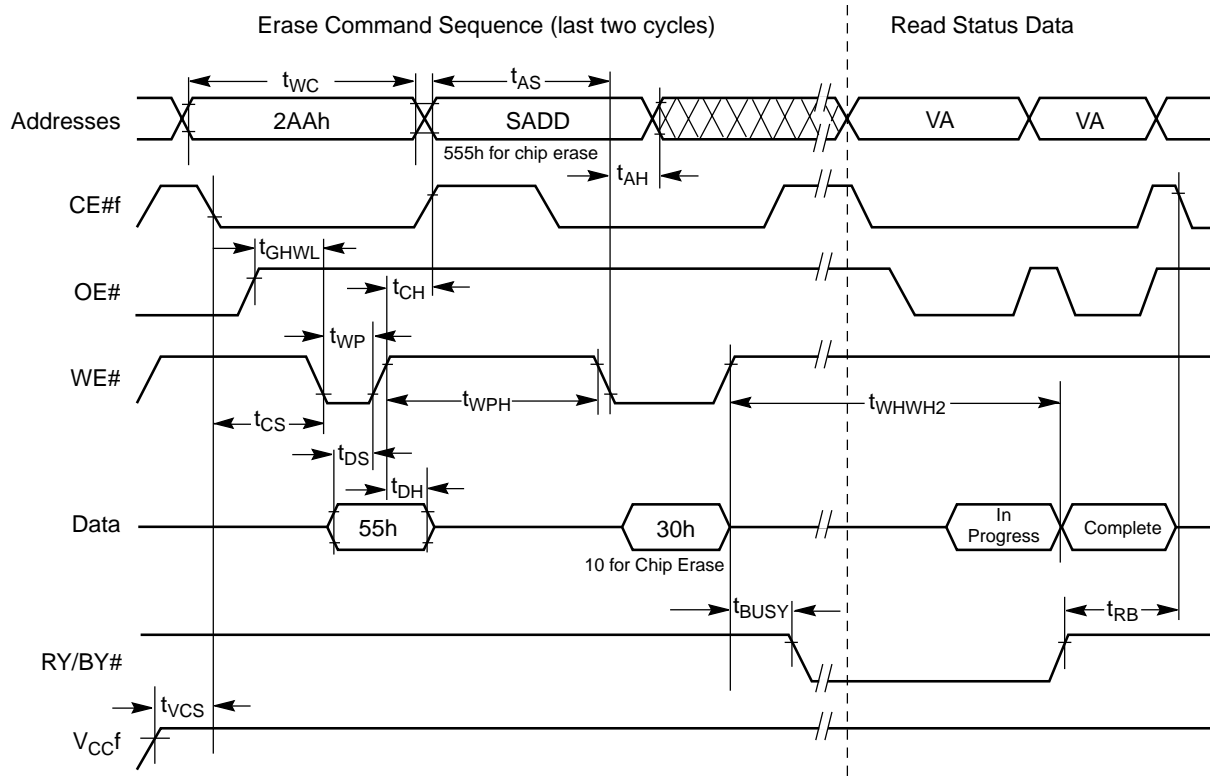 Erase Command Sequence (last two cycles)
Read Status Data
tWC
tAS
Addresses
2AAh
SADD
VA
VA
555h for chip erase
tAH
CE#f
tGHWL
tCH
OE#
tWP
WE#
tWPH
tWHWH2
tCS
tDS
tDH
Data
55h
30h
In
Progress
Complete
10 for Chip Erase
tBUSY
tRB
RY/BY#
tVCS
VCCf